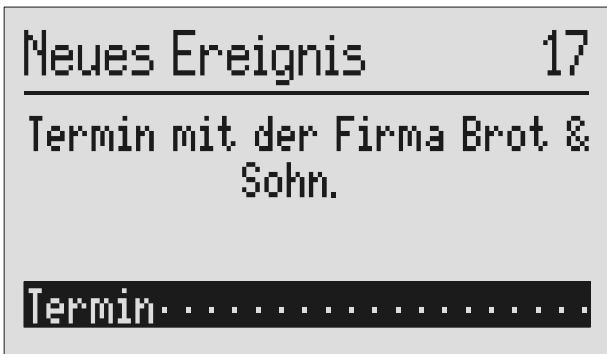 Neues Ereignis 17
Termin mit der Firma Brot &
Sohn.
Termin...................